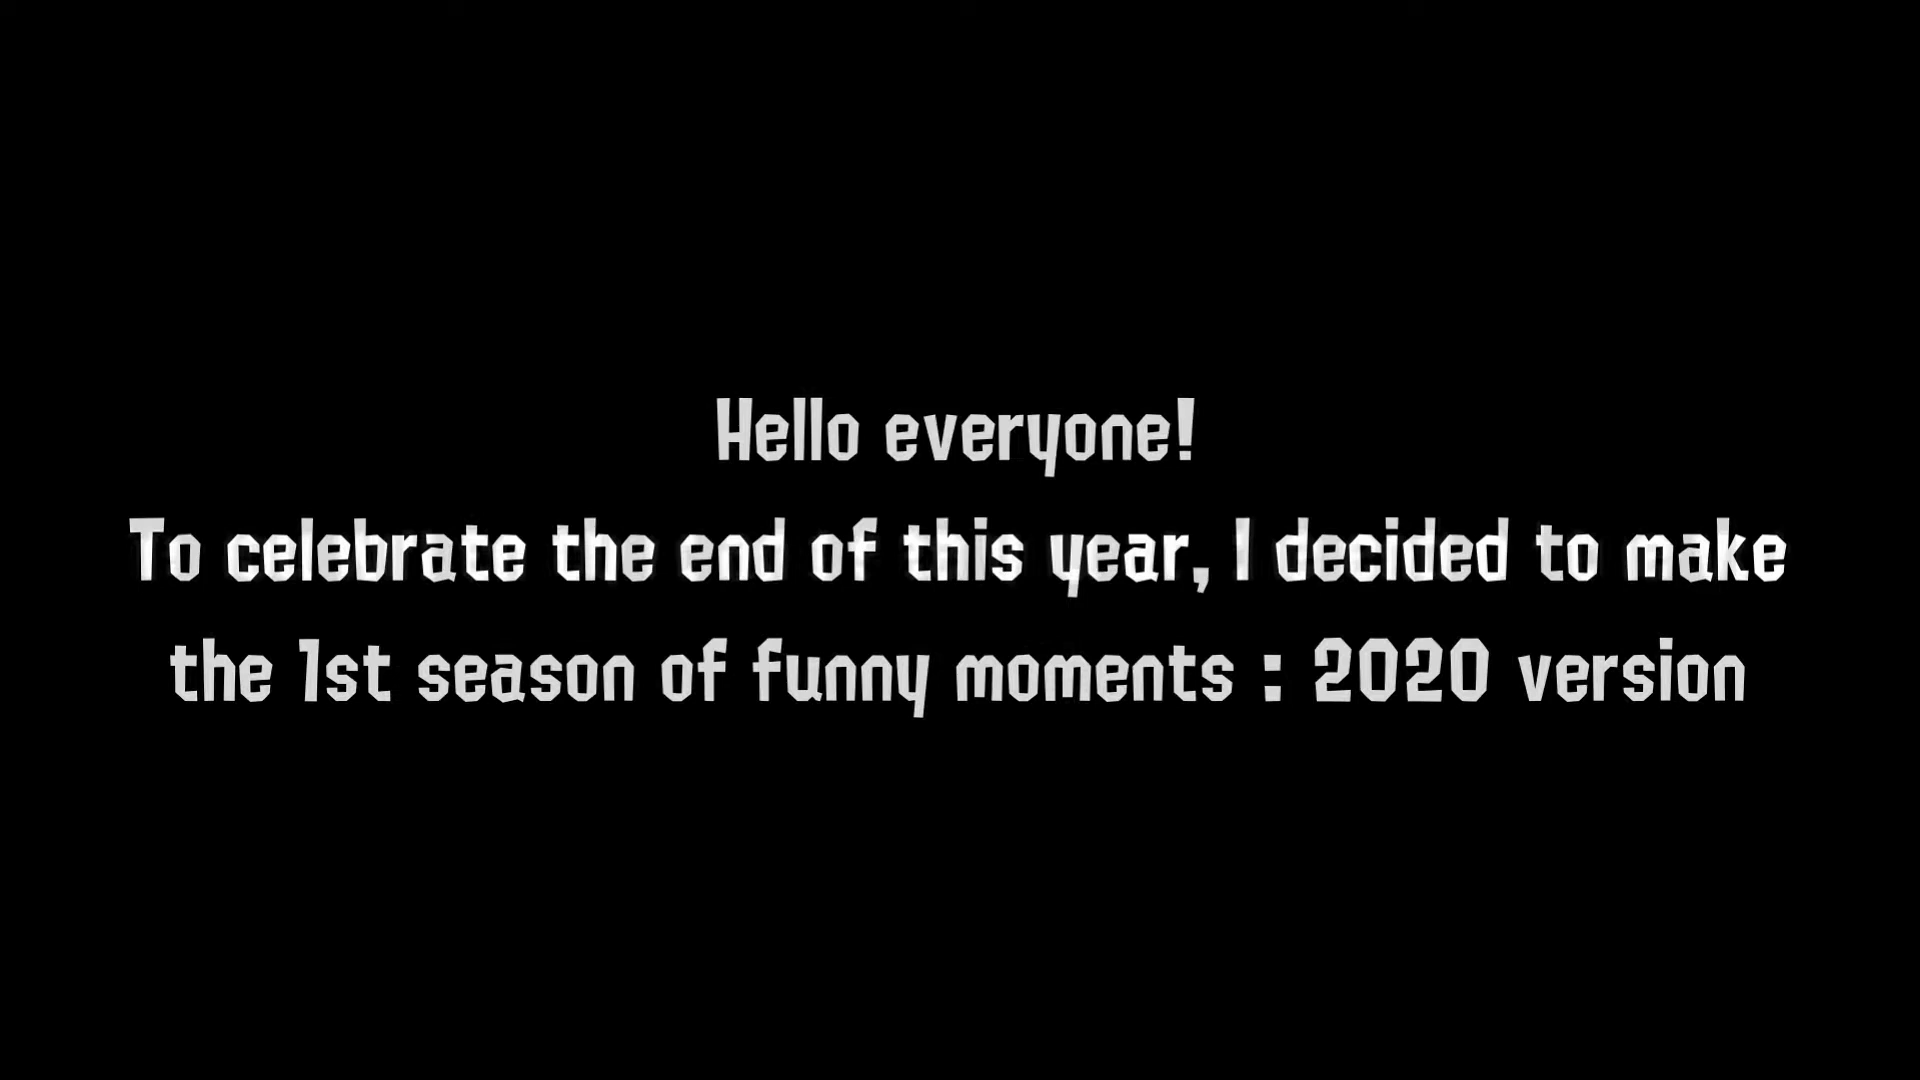 Hello everyone!
To celebrate the end of this year, I decided to make
the 1st season of funny moments : 2020 version